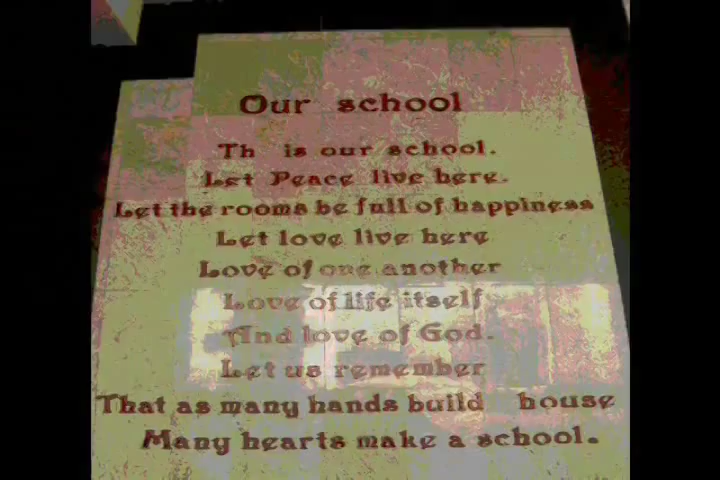 Our school
Th is our school.
Let Peace live here.
Let the rooms be full of happiness
Let love live here
Love of one another
Love of life itself
And love of God.
Let us remember
That as many hands build house
Many hearts make a school.